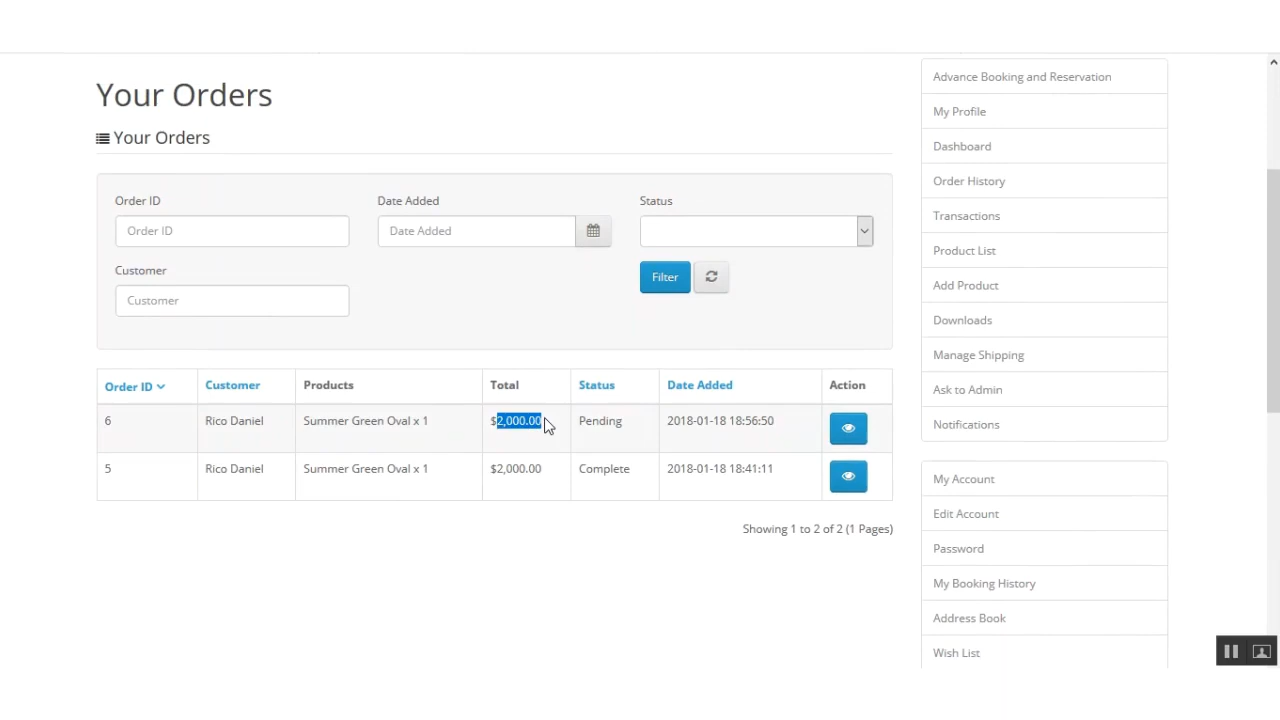 Your Orders
Your Orders
Order ID
Date Added
Status
Order ID
Date Added
Customer
Filter
Customer
Order ID Customer Products Total Status Date Added Action
6 Rico Daniel Summer Green Oval x 1 $2,000.00 Pending 2018-01-18 18:56:50
5 Rico Daniel Summer Green Oval x 1 $2,000.00 Complete 2018-01-18 18:41:11
Showing 1 to 2 of 2 (1 Pages)
Advance Booking and Reservation
My Profile
Dashboard
Order History
Transactions
Product List
Add Product
Downloads
Manage Shipping
Ask to Admin
Notifications
My Account
Edit Account
Password
My Booking History
Address Book
Wish List